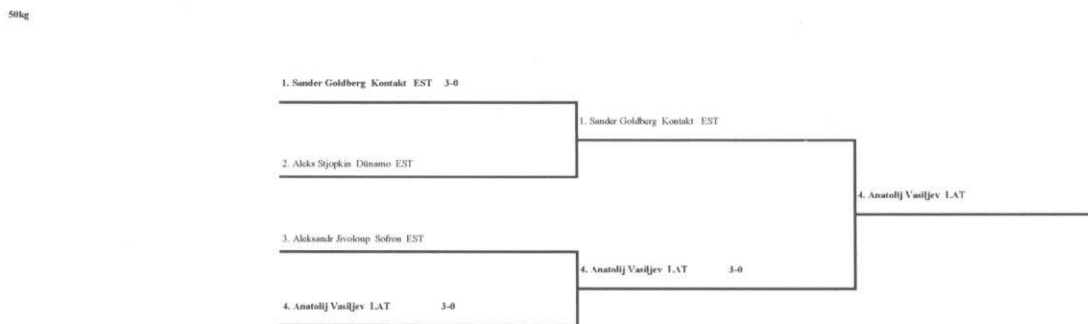 50kg
1. Sander Goldberg Kontakt EST 3-0
1. Sander Goldberg Kontakt EST
2. Aleks Stjopkin Dünamo EST
4. Anatolij Vasiljev LAT
3. Aleksandr Jivoloup Sofron EST
4. Anatolij Vasiljev LAT 3-0
4. Anatolij Vasiljev LAT 3-0